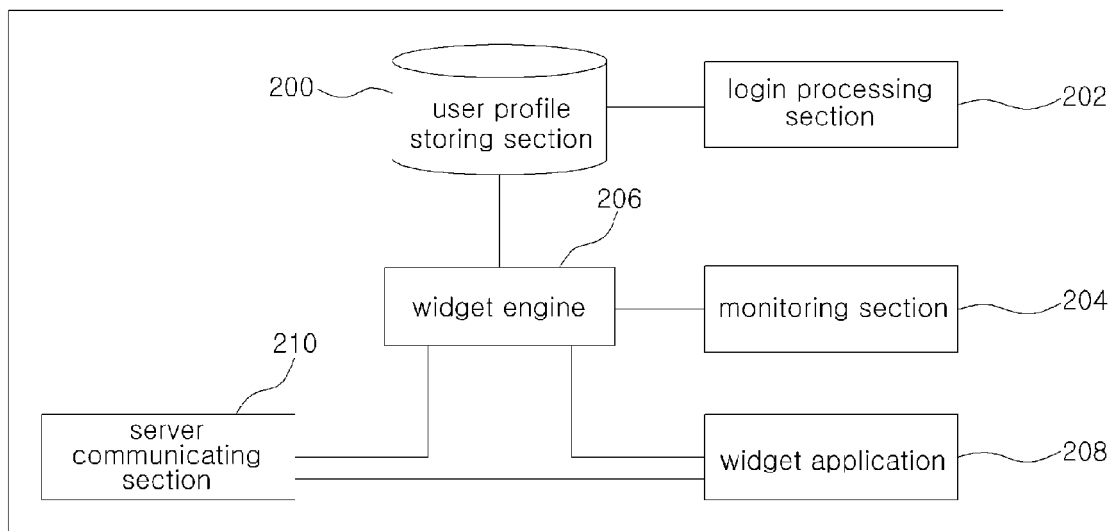 200
user profile
storing section
login processing
section
202
206
widget engine
monitoring section
204
210
server
communicating
section
widget application
208